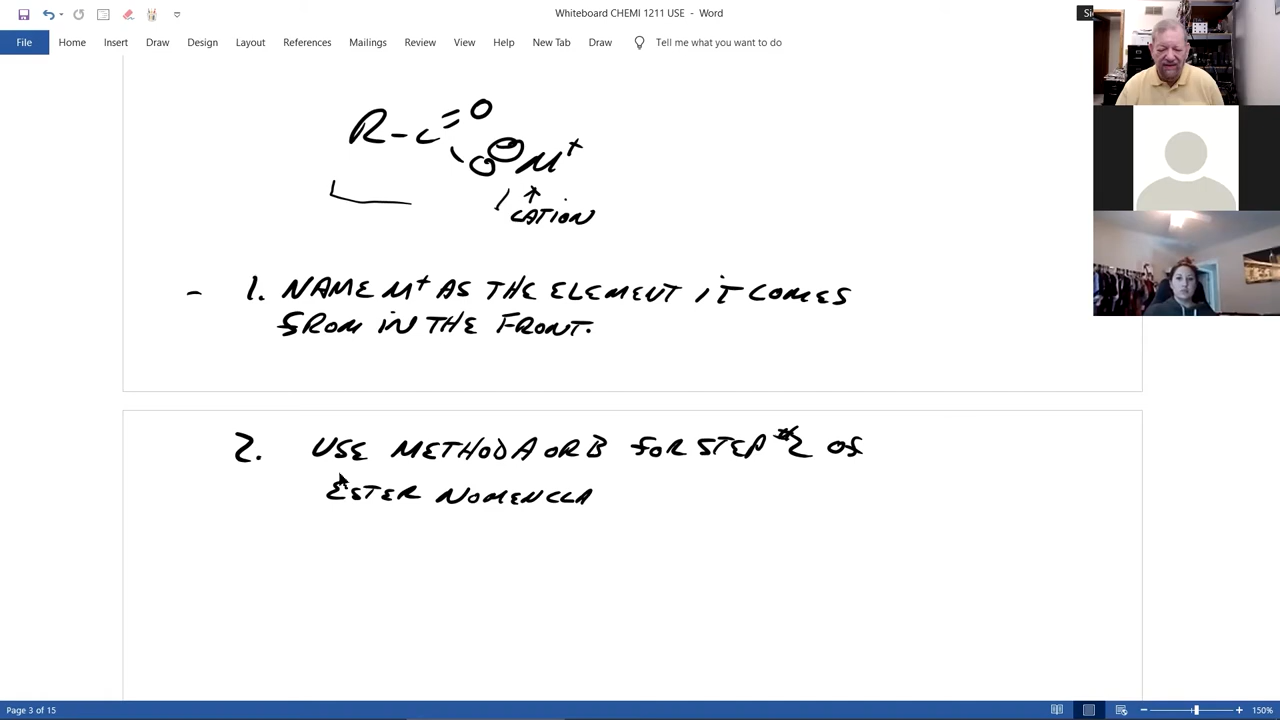 Whiteboard CHEMI 1211 USE - Word
File Home Insert Draw Design Layout References Mailings Review View Help New Tab Draw Tell me what you want to do
R-C=O
O⊖M+
CATION
- 1. NAME M+ AS THE ELEMENT IT COMES
FROM IN THE FRONT.
2. USE METHOD A OR B FOR STEP #2 OF
ESTER NOMENCLA
Page 3 of 15
150%